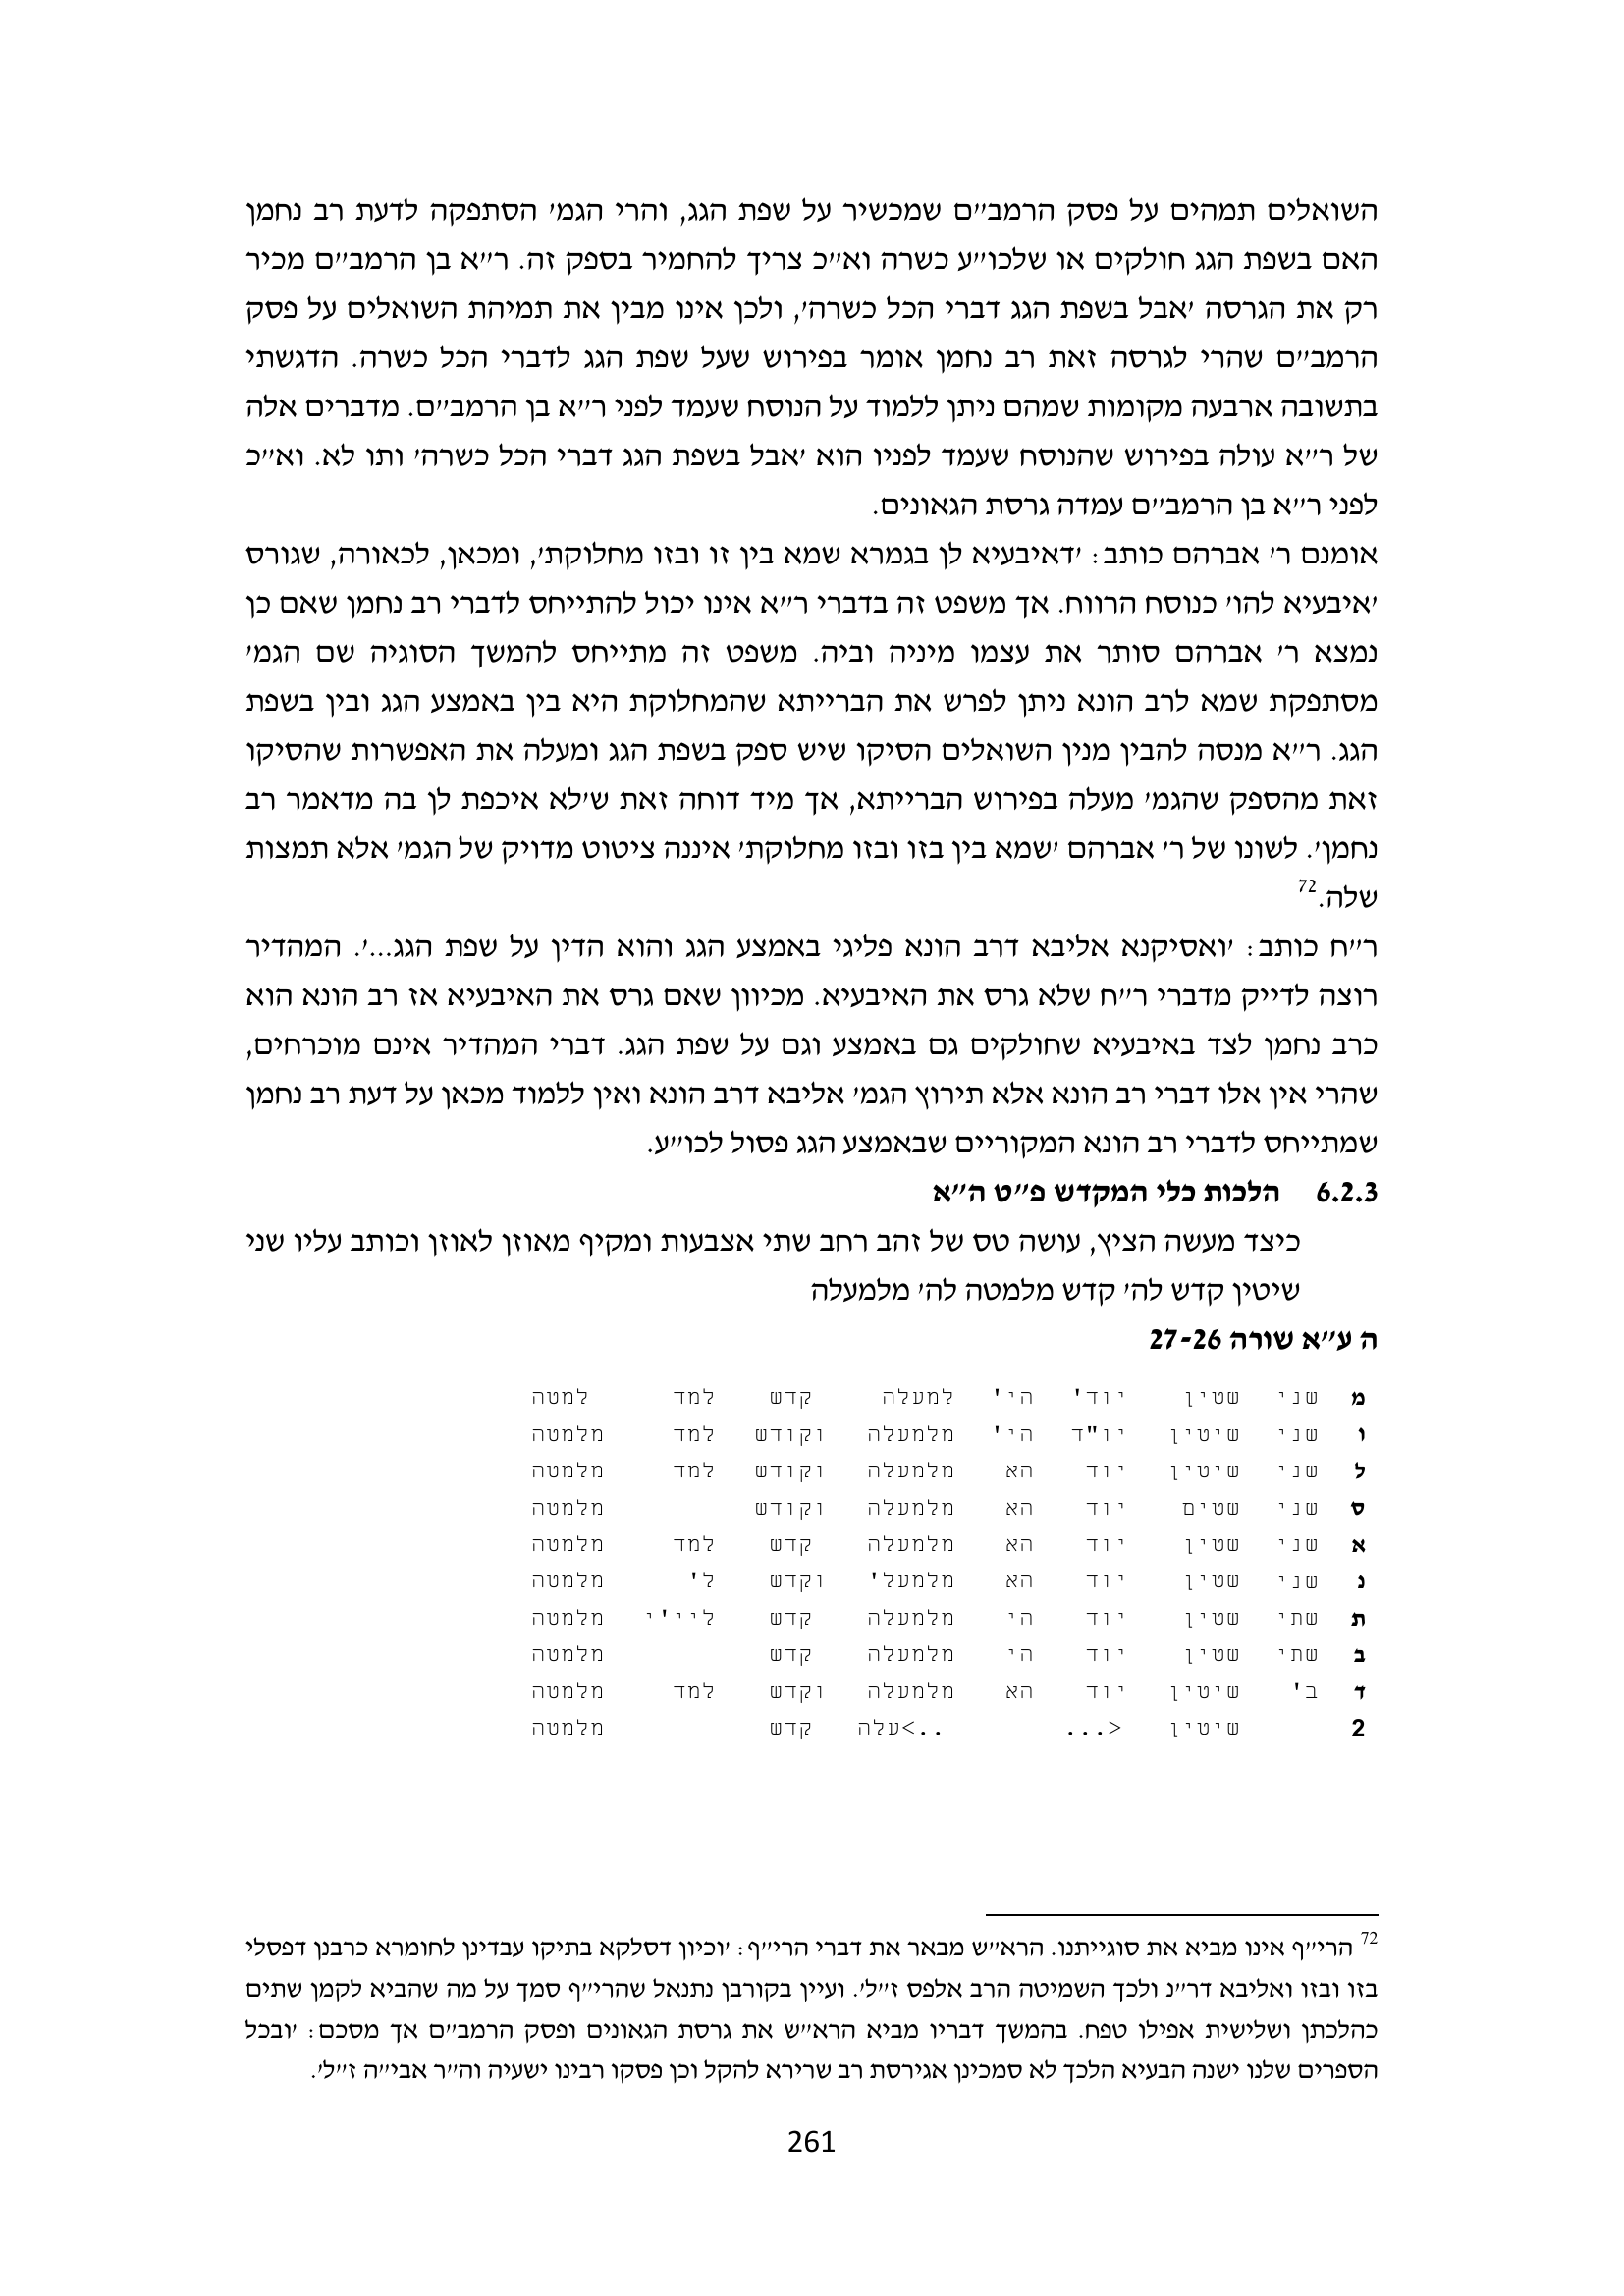 השואלים תמהים על פסק הרמב״ם שמכשיר על שפת הגג, והרי הגמ׳ הסתפקה לדעת רב נחמן
האם בשפת הגג חולקים או שלכו״ע כשרה וא״כ צריך להחמיר בספק זה. ר״א בן הרמב״ם מכיר
רק את הגרסה ׳אבל בשפת הגג דברי הכל כשרה׳, ולכן אינו מבין את תמיהת השואלים על פסק
הרמב״ם שהרי לגרסה זאת רב נחמן אומר בפירוש שעל שפת הגג לדברי הכל כשרה. הדגשתי
בתשובה ארבעה מקומות שמהם ניתן ללמוד על הנוסח שעמד לפני ר״א בן הרמב״ם. מדברים אלה
של ר״א עולה בפירוש שהנוסח שעמד לפניו הוא ׳אבל בשפת הגג דברי הכל כשרה׳ ותו לא. וא״כ
לפני ר״א בן הרמב״ם עמדה גרסת הגאונים.
אומנם ר׳ אברהם כותב: ׳דאיבעיא לן בגמרא שמא בין זו ובזו מחלוקת׳, ומכאן, לכאורה, שגורס
׳איבעיא להו׳ כנוסח הרווח. אך משפט זה בדברי ר״א אינו יכול להתייחס לדברי רב נחמן שאם כן
נמצא ר׳ אברהם סותר את עצמו מיניה וביה. משפט זה מתייחס להמשך הסוגיה שם הגמ׳
מסתפקת שמא לרב הונא ניתן לפרש את הברייתא שהמחלוקת היא בין באמצע הגג ובין בשפת
הגג. ר״א מנסה להבין מנין השואלים הסיקו שיש ספק בשפת הגג ומעלה את האפשרות שהסיקו
זאת מהספק שהגמ׳ מעלה בפירוש הברייתא, אך מיד דוחה זאת ש׳לא איכפת לן בה מדאמר רב
נחמן׳. לשונו של ר׳ אברהם ׳שמא בין בזו ובזו מחלוקת׳ איננה ציטוט מדויק של הגמ׳ אלא תמצות
שלה.72
ר״ח כותב: ׳ואסיקנא אליבא דרב הונא פליגי באמצע הגג והוא הדין על שפת הגג...׳. המהדיר
רוצה לדייק מדברי ר״ח שלא גרס את האיבעיא. מכיוון שאם גרס את האיבעיא אז רב הונא הוא
כרב נחמן לצד באיבעיא שחולקים גם באמצע וגם על שפת הגג. דברי המהדיר אינם מוכרחים,
שהרי אין אלו דברי רב הונא אלא תירוץ הגמ׳ אליבא דרב הונא ואין ללמוד מכאן על דעת רב נחמן
שמתייחס לדברי רב הונא המקוריים שבאמצע הגג פסול לכו״ע.
6.2.3 הלכות כלי המקדש פ״ט ה״א
כיצד מעשה הציץ, עושה טס של זהב רחב שתי אצבעות ומקיף מאוזן לאוזן וכותב עליו שני
שיטין קדש לה׳ קדש מלמטה לה׳ מלמעלה
ה ע״א שורה 27-26
מ שני שטין יוד' הי' למעלה קדש למד למטה
ו שני שיטין יו"ד הי' מלמעלה וקודש למד מלמטה
ל שני שיטין יוד הא מלמעלה וקודש למד מלמטה
ס שני שטים יוד הא מלמעלה וקודש מלמטה
א שני שטין יוד הא מלמעלה קדש למד מלמטה
נ שני שטין יוד הא מלמעל' וקדש ל' מלמטה
ת שתי שטין יוד הי מלמעלה קדש ליי'י מלמטה
ב שתי שטין יוד הי מלמעלה קדש מלמטה
ד ב' שיטין יוד הא מלמעלה וקדש למד מלמטה
2 שיטין <... ..>עלה קדש מלמטה
72 הרי״ף אינו מביא את סוגייתנו. הרא״ש מבאר את דברי הרי״ף: ׳וכיון דסלקא בתיקו עבדינן לחומרא כרבנן דפסלי
בזו ובזו ואליבא דר״נ ולכך השמיטה הרב אלפס ז״ל׳. ועיין בקורבן נתנאל שהרי״ף סמך על מה שהביא לקמן שתים
כהלכתן ושלישית אפילו טפח. בהמשך דבריו מביא הרא״ש את גרסת הגאונים ופסק הרמב״ם אך מסכם: ׳ובכל
הספרים שלנו ישנה הבעיא הלכך לא סמכינן אגירסת רב שרירא להקל וכן פסקו רבינו ישעיה וה״ר אבי״ה ז״ל׳.
261